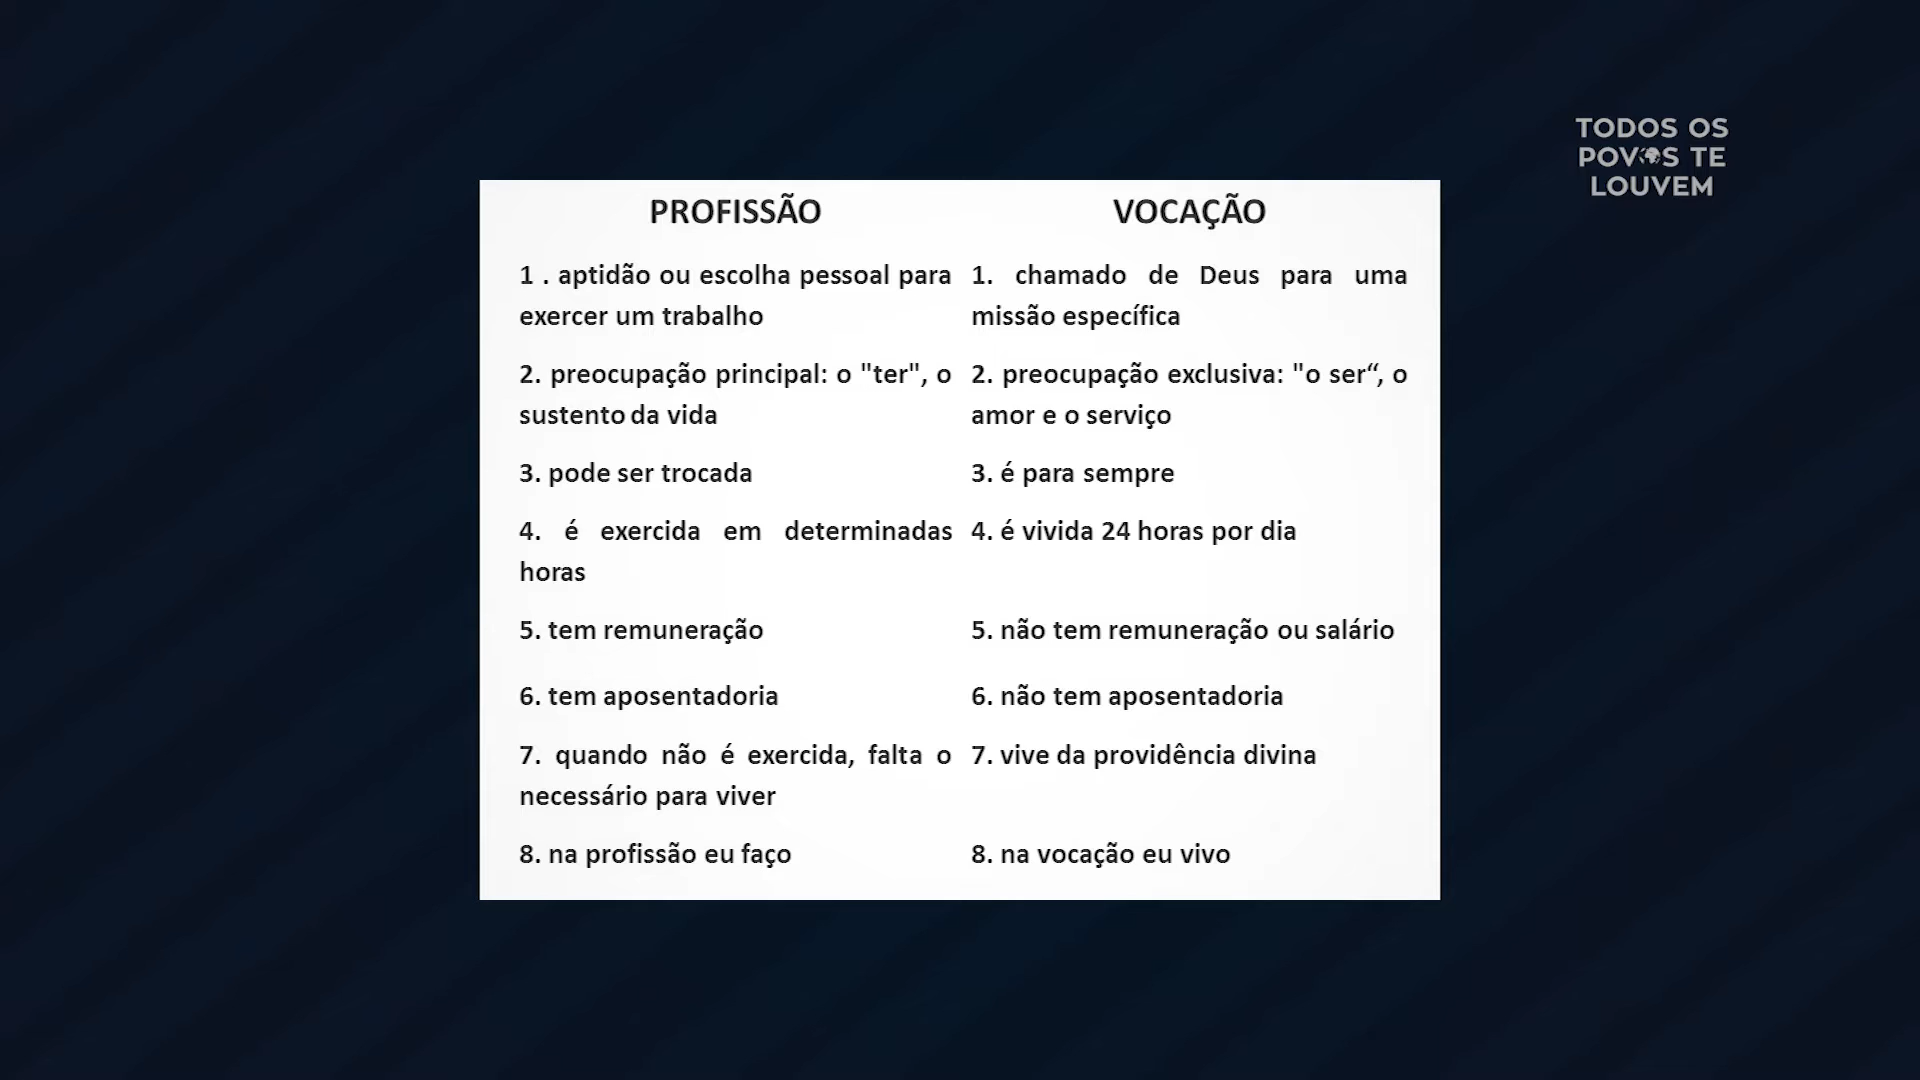 TODOS OS
POVOS TE
LOUVEM
PROFISSÃO
1 . aptidão ou escolha pessoal para
exercer um trabalho
2. preocupação principal: o "ter", o
sustento da vida
3. pode ser trocada
4. é exercida em determinadas
horas
5. tem remuneração
6. tem aposentadoria
7. quando não é exercida, falta o
necessário para viver
8. na profissão eu faço
VOCAÇÃO
1. chamado de Deus para uma
missão específica
2. preocupação exclusiva: "o ser“, o
amor e o serviço
3. é para sempre
4. é vivida 24 horas por dia
5. não tem remuneração ou salário
6. não tem aposentadoria
7. vive da providência divina
8. na vocação eu vivo